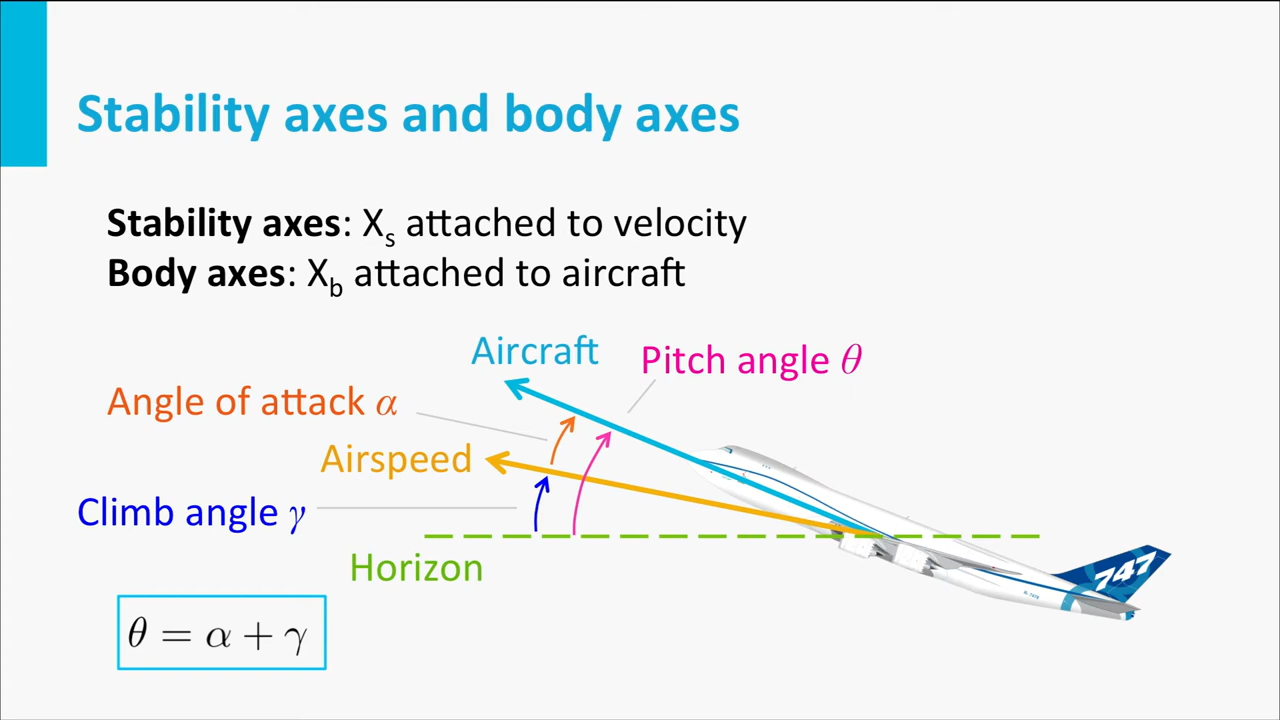 Stability axes and body axes
Stability axes: Xs attached to velocity
Body axes: Xb attached to aircraft
Aircraft
Pitch angle θ
Angle of attack α
Airspeed
Climb angle γ
Horizon
747
θ = α + γ